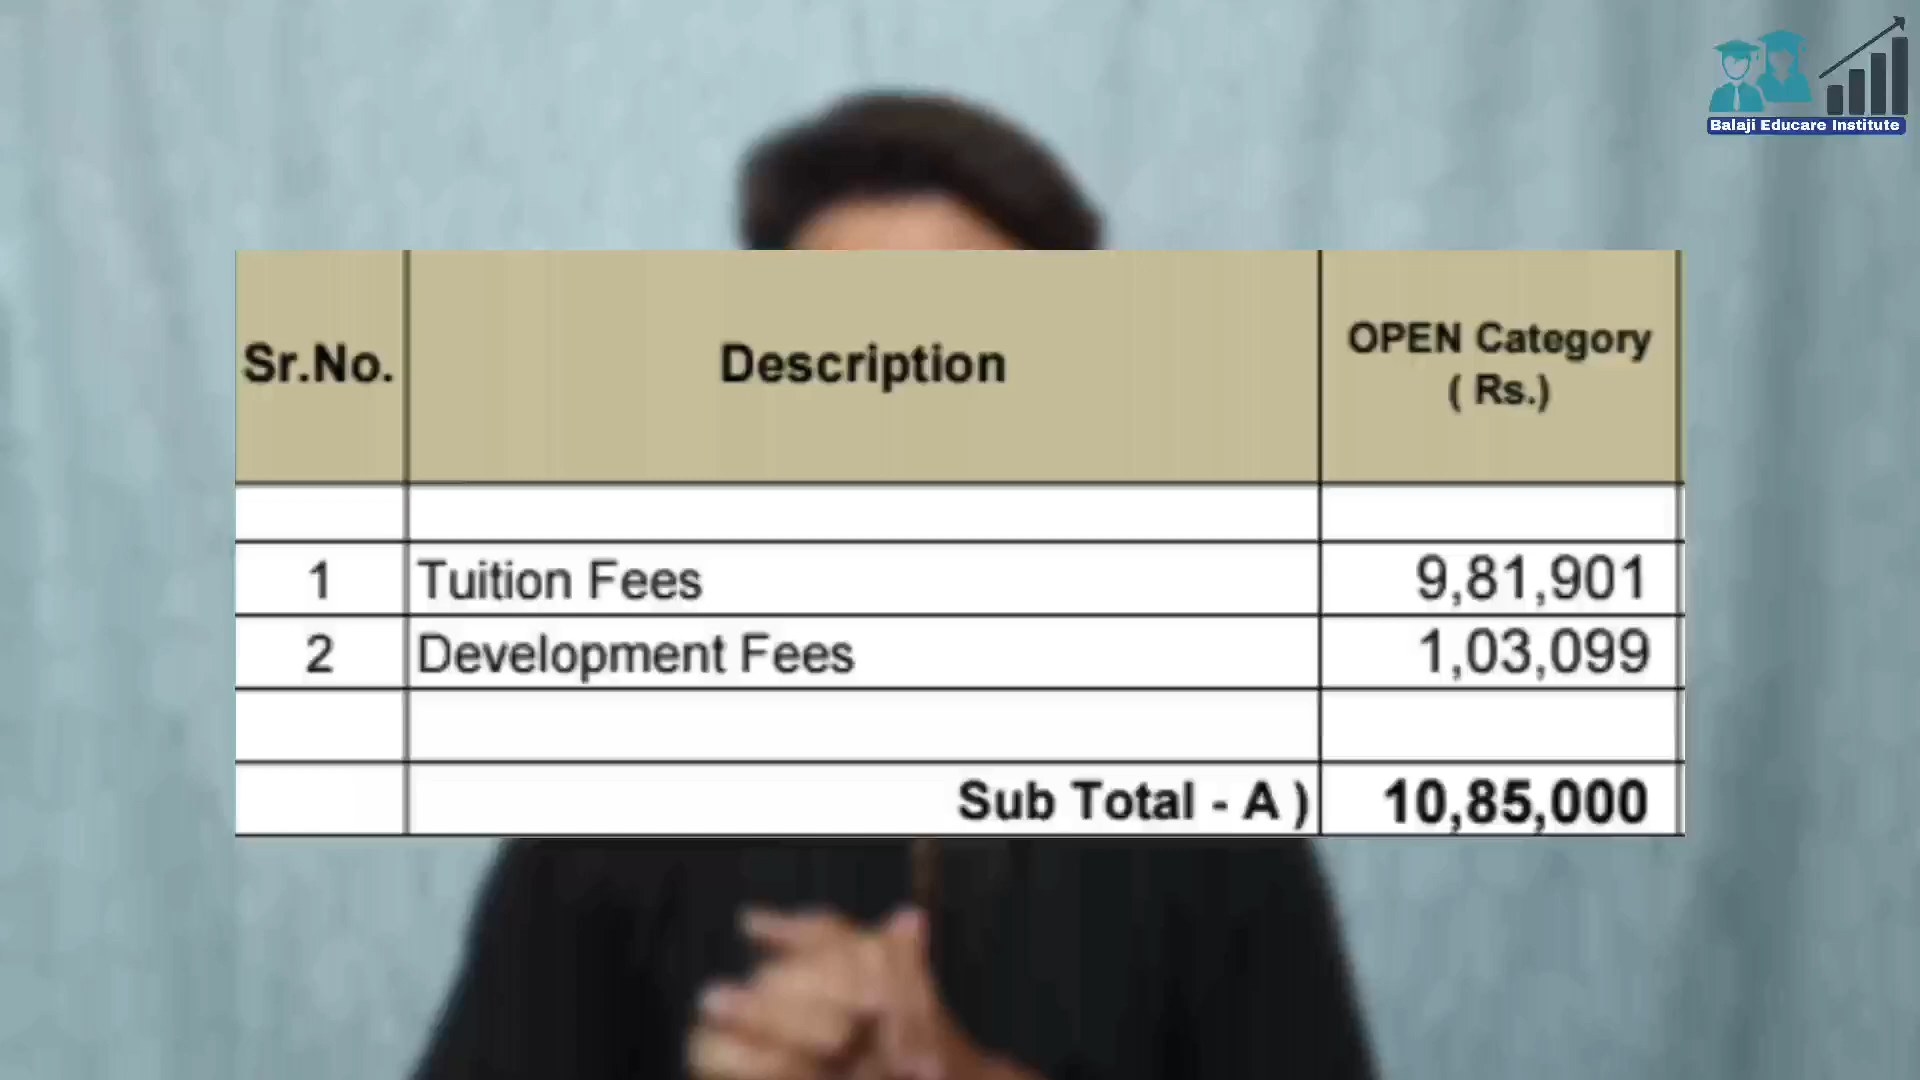 Balaji Educare Institute
Sr.No. Description OPEN Category
( Rs.)
1 Tuition Fees 9,81,901
2 Development Fees 1,03,099
Sub Total - A ) 10,85,000